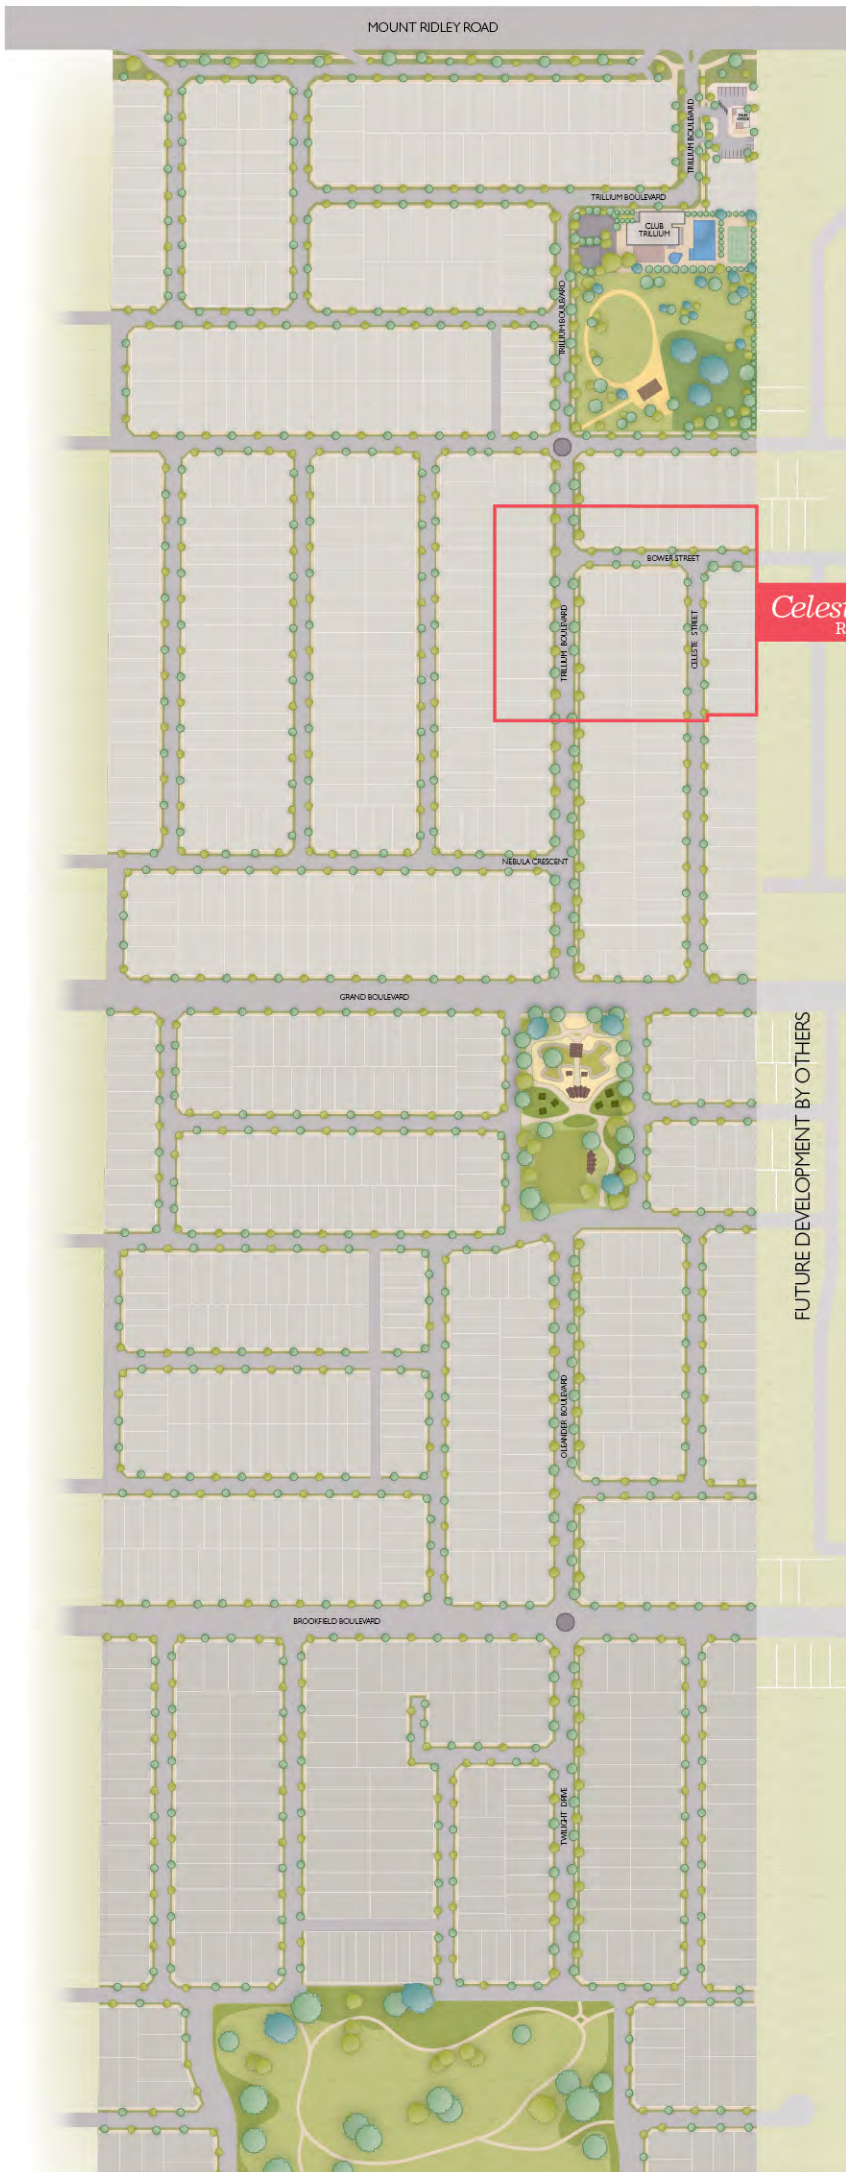 MOUNT RIDLEY ROAD
TRILLIUM BOULEVARD
TRILLIUM BOULEVARD
CLUB
TRILLIUM
TRILLIUM BOULEVARD
BOWER STREET
Celest
R
TRILLIUM BOULEVARD
CELESTE STREET
NEBULA CRESCENT
GRAND BOULEVARD
FUTURE DEVELOPMENT BY OTHERS
OLEANDER BOULEVARD
BROOKFIELD BOULEVARD
TWILIGHT DRIVE